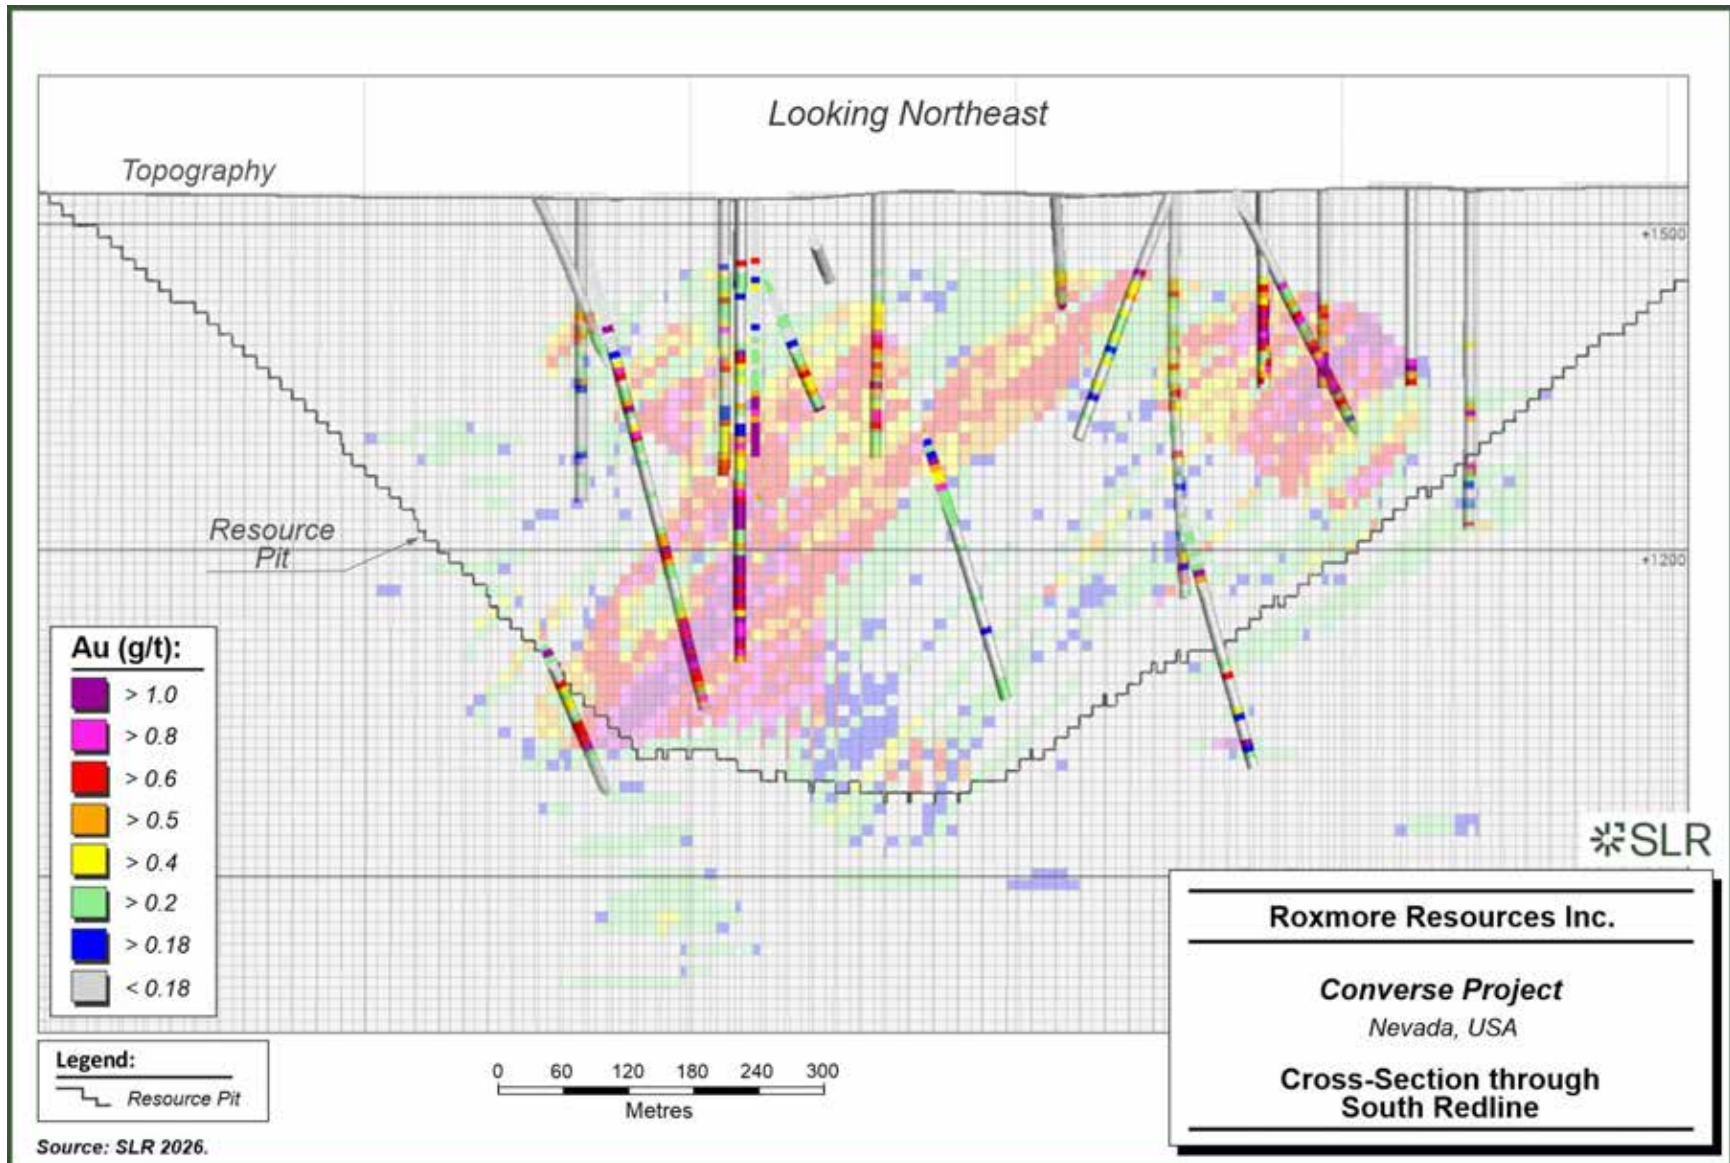 Looking Northeast
Topography
+1500
Resource
Pit
+1200
Au (g/t):
> 1.0
> 0.8
> 0.6
> 0.5
> 0.4
> 0.2
> 0.18
< 0.18
SLR
Roxmore Resources Inc.
Converse Project
Nevada, USA
Cross-Section through
South Redline
Legend:
Resource Pit
0 60 120 180 240 300
Metres
Source: SLR 2026.